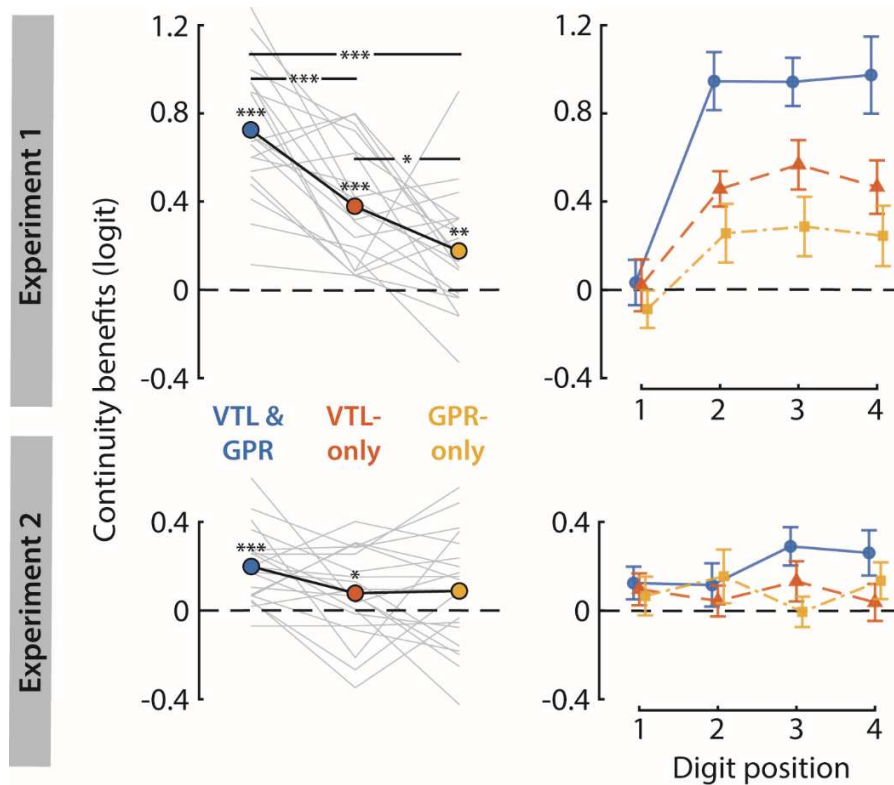 Experiment 1
Continuity benefits (logit)
1.2
0.8
0.4
0
-0.4
***
***
***
***
*
**
1.2
0.8
0.4
0
-0.4
1 2 3 4
VTL & GPR
VTL-only
GPR-only
Experiment 2
0.4
0
-0.4
***
*
0.4
0
-0.4
1 2 3 4
Digit position